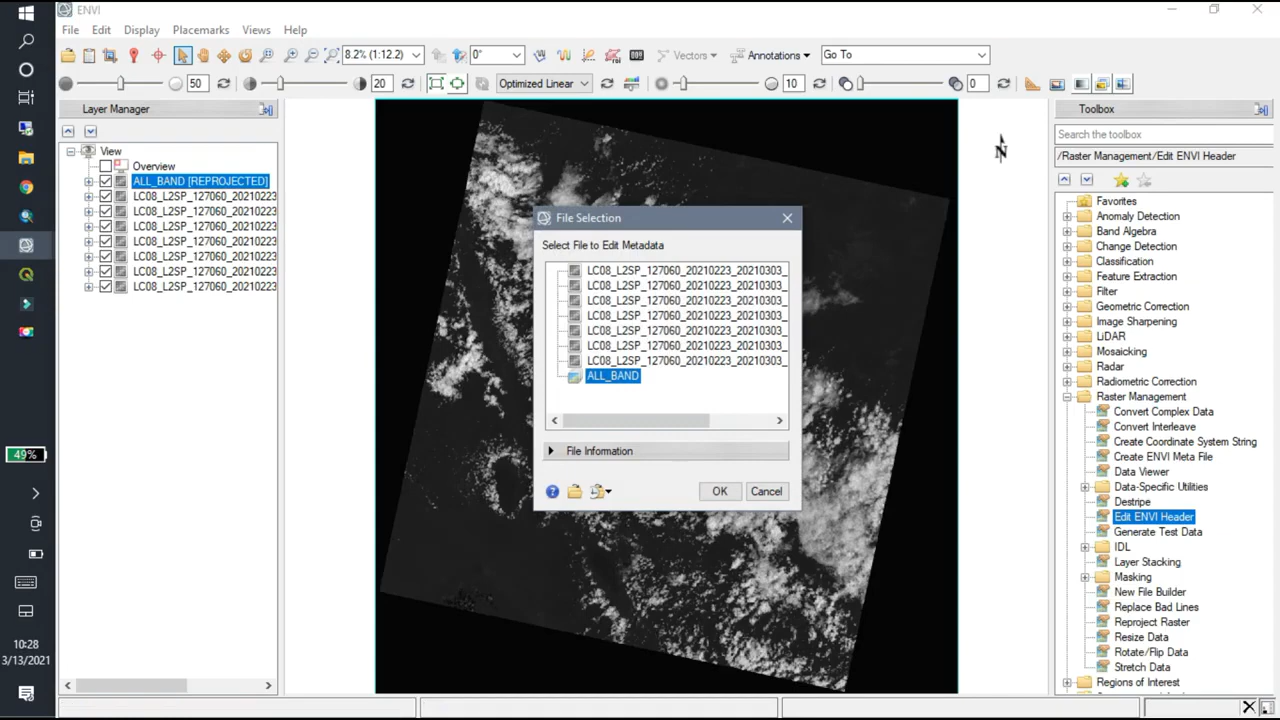 ENVI
File Edit Display Placemarks Views Help
8.2% (1:12.2) 0° Vectors Annotations Go To
50 20 Optimized Linear 10 0
Layer Manager
View
Overview
ALL_BAND [REPROJECTED]
LC08_L2SP_127060_20210223
LC08_L2SP_127060_20210223
LC08_L2SP_127060_20210223
LC08_L2SP_127060_20210223
LC08_L2SP_127060_20210223
LC08_L2SP_127060_20210223
LC08_L2SP_127060_20210223
N
File Selection
Select File to Edit Metadata
LC08_L2SP_127060_20210223_20210303_
LC08_L2SP_127060_20210223_20210303_
LC08_L2SP_127060_20210223_20210303_
LC08_L2SP_127060_20210223_20210303_
LC08_L2SP_127060_20210223_20210303_
LC08_L2SP_127060_20210223_20210303_
LC08_L2SP_127060_20210223_20210303_
ALL_BAND
File Information
OK Cancel
Toolbox
Search the toolbox
/Raster Management/Edit ENVI Header
Favorites
Anomaly Detection
Band Algebra
Change Detection
Classification
Feature Extraction
Filter
Geometric Correction
Image Sharpening
LiDAR
Mosaicking
Radar
Radiometric Correction
Raster Management
Convert Complex Data
Convert Interleave
Create Coordinate System String
Create ENVI Meta File
Data Viewer
Data-Specific Utilities
Destripe
Edit ENVI Header
Generate Test Data
IDL
Layer Stacking
Masking
New File Builder
Replace Bad Lines
Reproject Raster
Resize Data
Rotate/Flip Data
Stretch Data
Regions of Interest
49%
10:28
3/13/2021